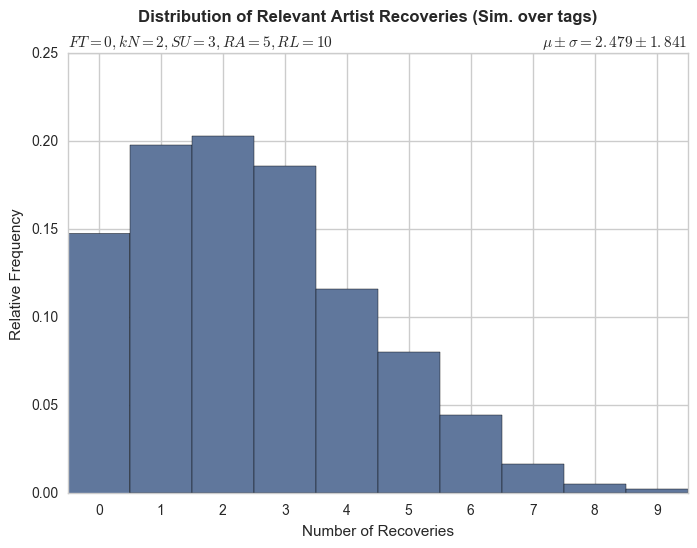 Distribution of Relevant Artist Recoveries (Sim. over tags)
FT = 0, kN = 2, SU = 3, RA = 5, RL = 10
μ ± σ = 2.479 ± 1.841
0.25
0.20
0.15
0.10
0.05
0.00
Relative Frequency
0 1 2 3 4 5 6 7 8 9
Number of Recoveries